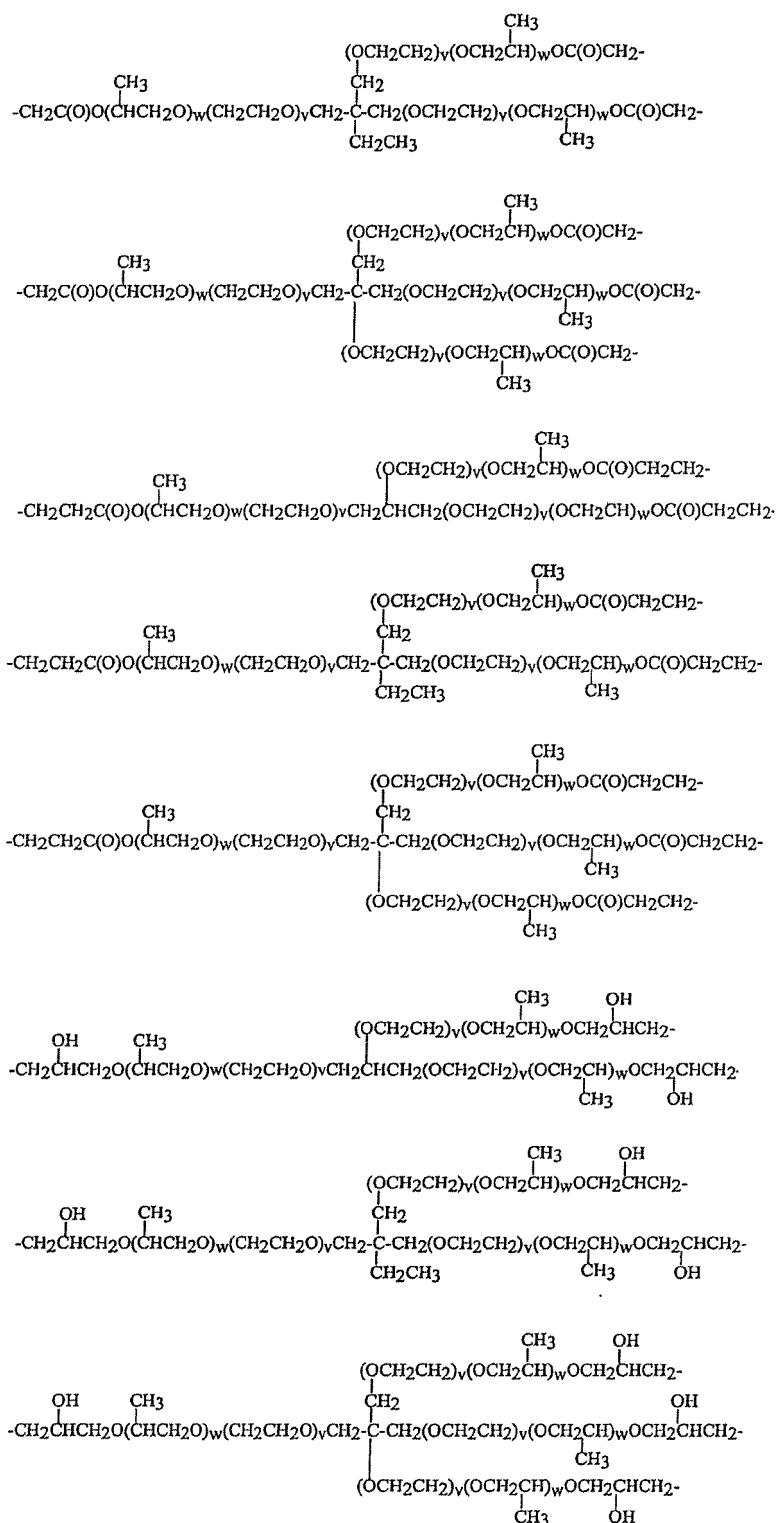 CH3
(OCH2CH2)v(OCH2CH)wOC(O)CH2-
CH3 CH2
-CH2C(O)O(CHCH2O)w(CH2CH2O)vCH2-C-CH2(OCH2CH2)v(OCH2CH)wOC(O)CH2-
CH2CH3 CH3
CH3
(OCH2CH2)v(OCH2CH)wOC(O)CH2-
CH3 CH2
-CH2C(O)O(CHCH2O)w(CH2CH2O)vCH2-C-CH2(OCH2CH2)v(OCH2CH)wOC(O)CH2-
CH3
(OCH2CH2)v(OCH2CH)wOC(O)CH2-
CH3
CH3
(OCH2CH2)v(OCH2CH)wOC(O)CH2CH2-
CH3
-CH2CH2C(O)O(CHCH2O)w(CH2CH2O)vCH2CHCH2(OCH2CH2)v(OCH2CH)wOC(O)CH2CH2-
CH3
(OCH2CH2)v(OCH2CH)wOC(O)CH2CH2-
CH3 CH2
-CH2CH2C(O)O(CHCH2O)w(CH2CH2O)vCH2-C-CH2(OCH2CH2)v(OCH2CH)wOC(O)CH2CH2-
CH2CH3 CH3
CH3
(OCH2CH2)v(OCH2CH)wOC(O)CH2CH2-
CH3 CH2
-CH2CH2C(O)O(CHCH2O)w(CH2CH2O)vCH2-C-CH2(OCH2CH2)v(OCH2CH)wOC(O)CH2CH2-
CH3
(OCH2CH2)v(OCH2CH)wOC(O)CH2CH2-
CH3
CH3 OH
(OCH2CH2)v(OCH2CH)wOCH2CHCH2-
OH CH3
-CH2CHCH2O(CHCH2O)w(CH2CH2O)vCH2CHCH2(OCH2CH2)v(OCH2CH)wOCH2CHCH2-
CH3 OH
CH3 OH
(OCH2CH2)v(OCH2CH)wOCH2CHCH2-
OH CH3 CH2
-CH2CHCH2O(CHCH2O)w(CH2CH2O)vCH2-C-CH2(OCH2CH2)v(OCH2CH)wOCH2CHCH2-
CH2CH3 CH3 OH
CH3 OH
(OCH2CH2)v(OCH2CH)wOCH2CHCH2-
OH CH3 CH2 OH
-CH2CHCH2O(CHCH2O)w(CH2CH2O)vCH2-C-CH2(OCH2CH2)v(OCH2CH)wOCH2CHCH2-
CH3
(OCH2CH2)v(OCH2CH)wOCH2CHCH2-
CH3 OH